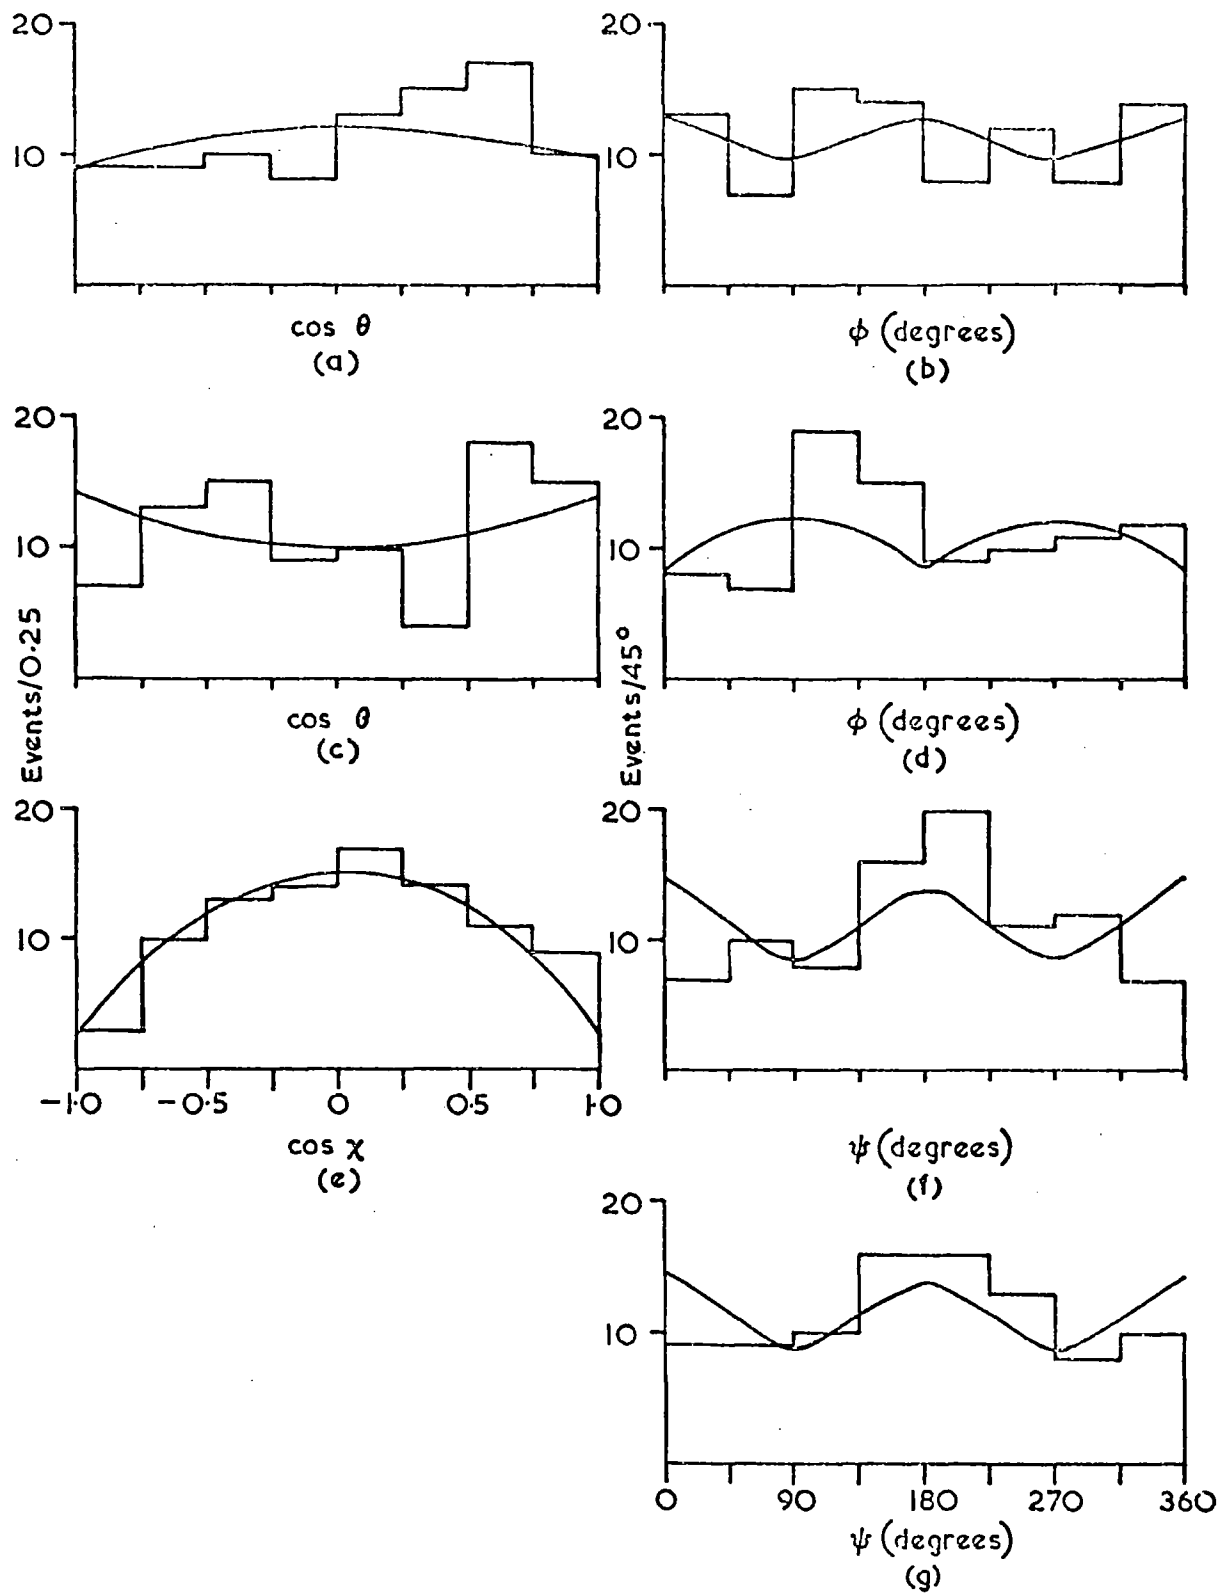 20
10
cos θ
(a)
20
10
φ (degrees)
(b)
20
10
cos θ
(c)
20
10
φ (degrees)
(d)
Events/0.25
Events/45°
20
10
-1.0 -0.5 0 0.5 1.0
cos χ
(e)
20
10
ψ (degrees)
(f)
20
10
0 90 180 270 360
ψ (degrees)
(g)